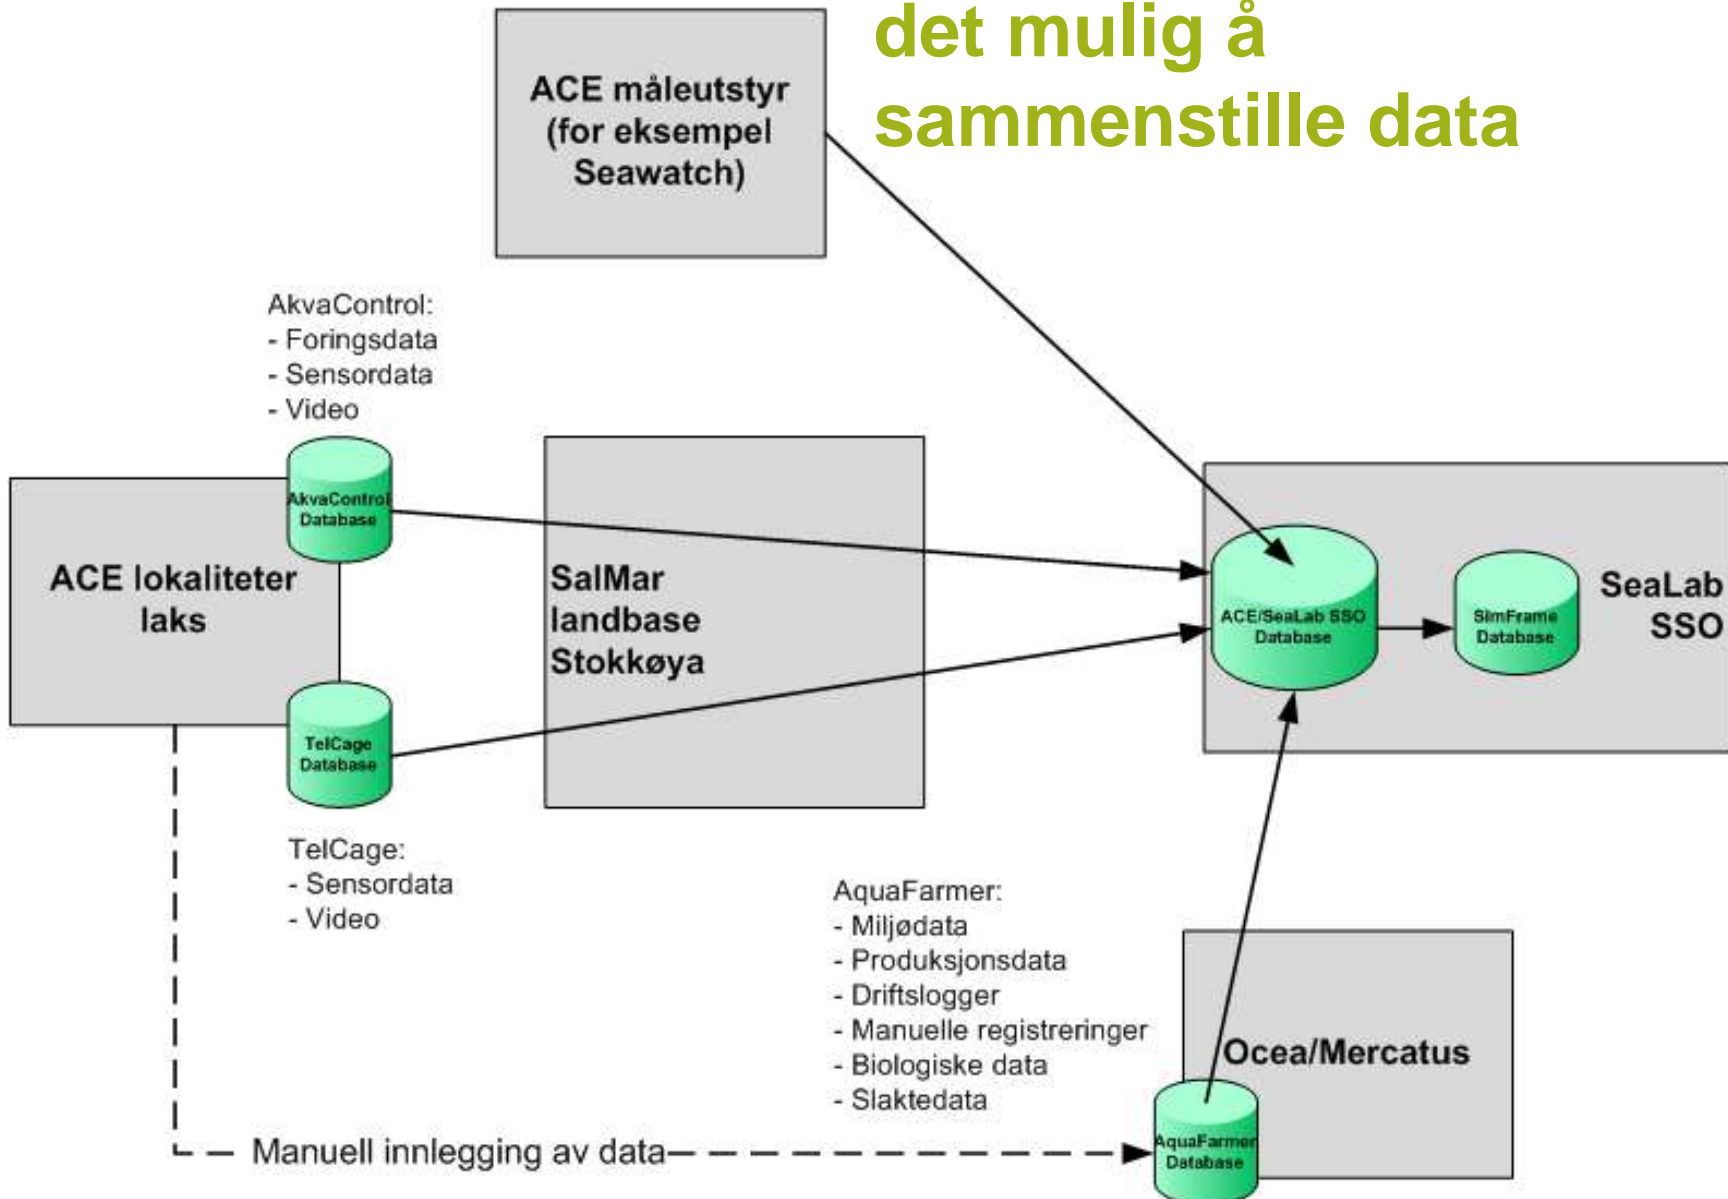 det mulig å
sammenstille data
ACE måleutstyr
(for eksempel
Seawatch)
AkvaControl:
- Foringsdata
- Sensordata
- Video
AkvaControl
Database
ACE lokaliteter
laks
TelCage
Database
TelCage:
- Sensordata
- Video
SalMar
landbase
Stokkøya
ACE/SeaLab SSO
Database
SimFrame
Database
SeaLab
SSO
AquaFarmer:
- Miljødata
- Produksjonsdata
- Driftslogger
- Manuelle registreringer
- Biologiske data
- Slaktedata
Ocea/Mercatus
AquaFarmer
Database
Manuell innlegging av data